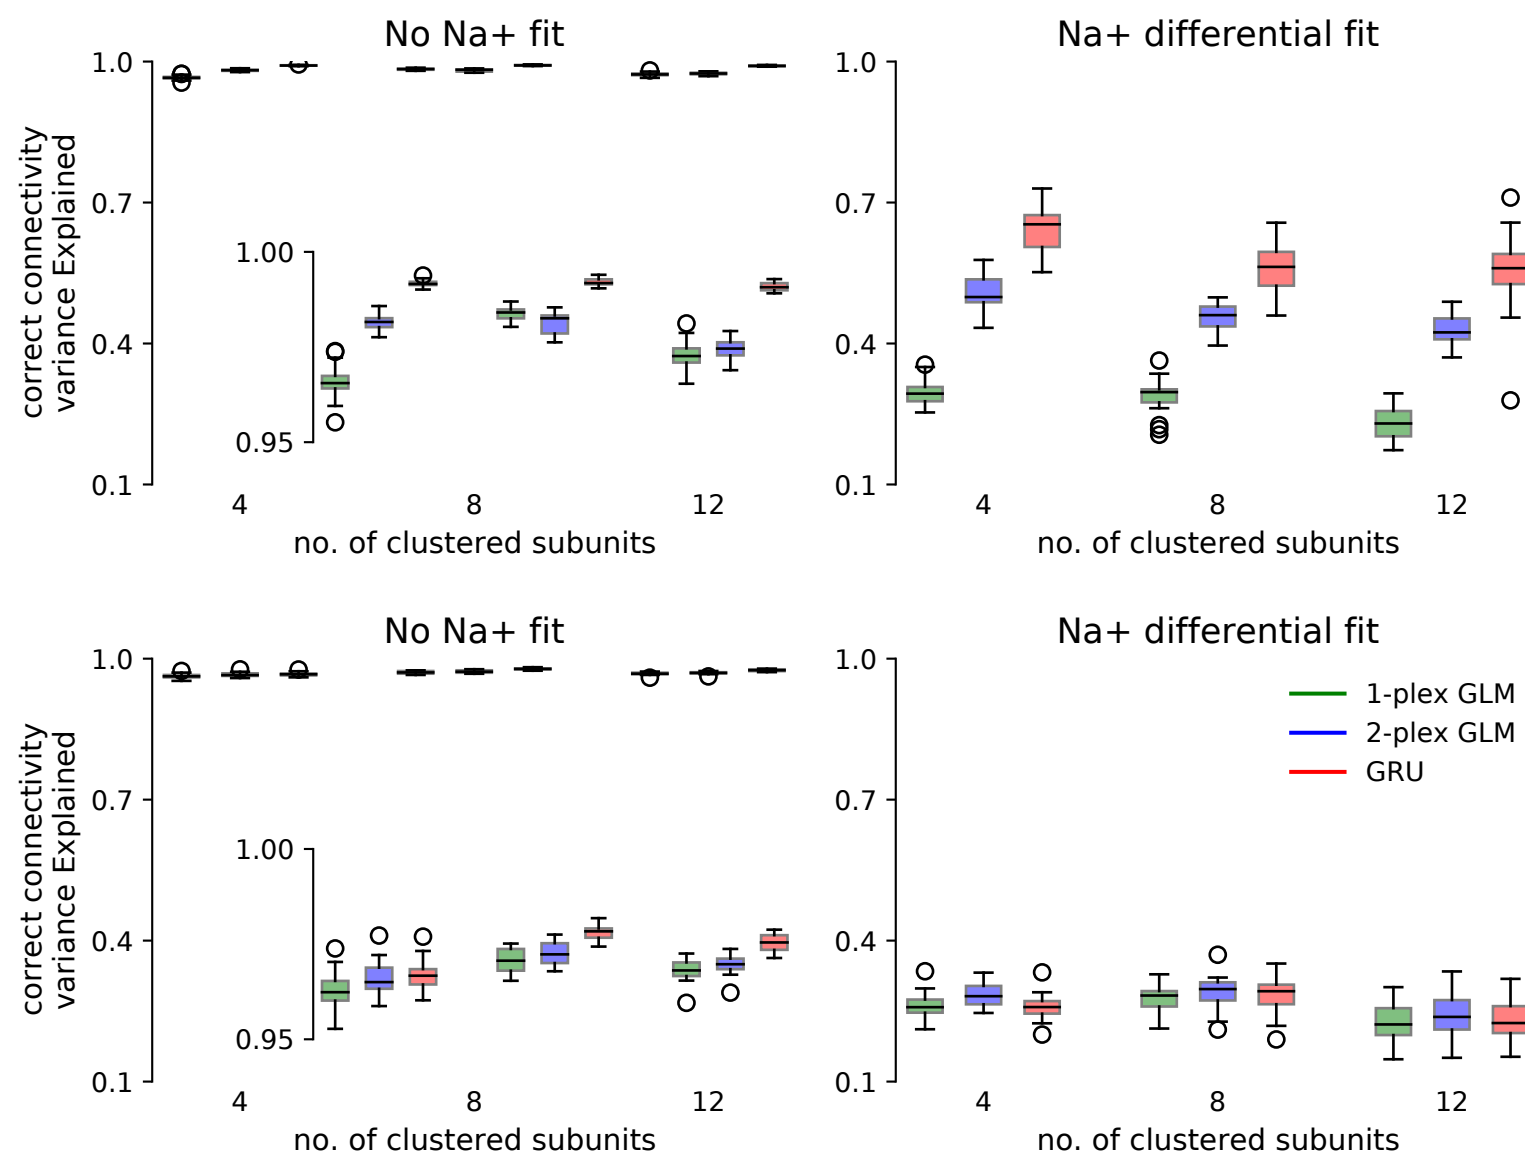 No Na+ fit
1.0
0.7
0.4
0.1
correct connectivity
variance Explained
1.00
0.95
4
8
12
no. of clustered subunits
Na+ differential fit
1.0
0.7
0.4
0.1
4
8
12
no. of clustered subunits
No Na+ fit
1.0
0.7
0.4
0.1
correct connectivity
variance Explained
1.00
0.95
4
8
12
no. of clustered subunits
Na+ differential fit
1.0
0.7
0.4
0.1
1-plex GLM
2-plex GLM
GRU
4
8
12
no. of clustered subunits